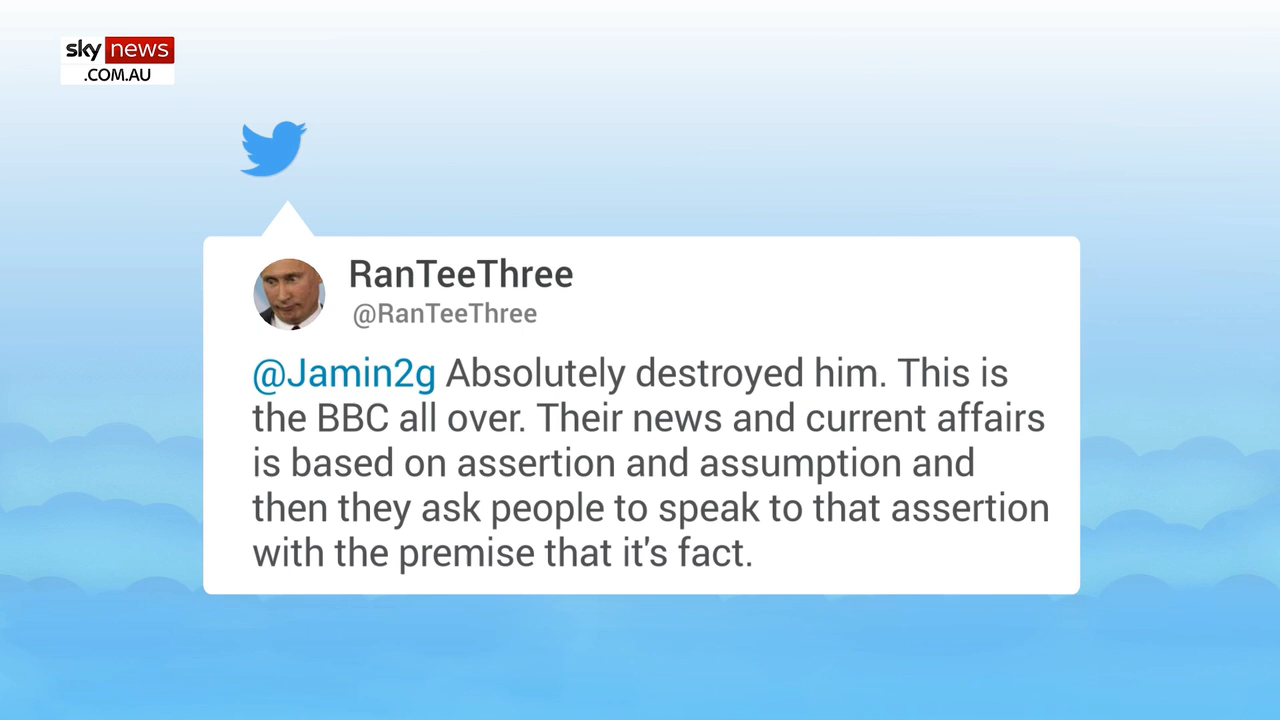 sky news
.COM.AU
RanTeeThree
@RanTeeThree
@Jamin2g Absolutely destroyed him. This is
the BBC all over. Their news and current affairs
is based on assertion and assumption and
then they ask people to speak to that assertion
with the premise that it's fact.